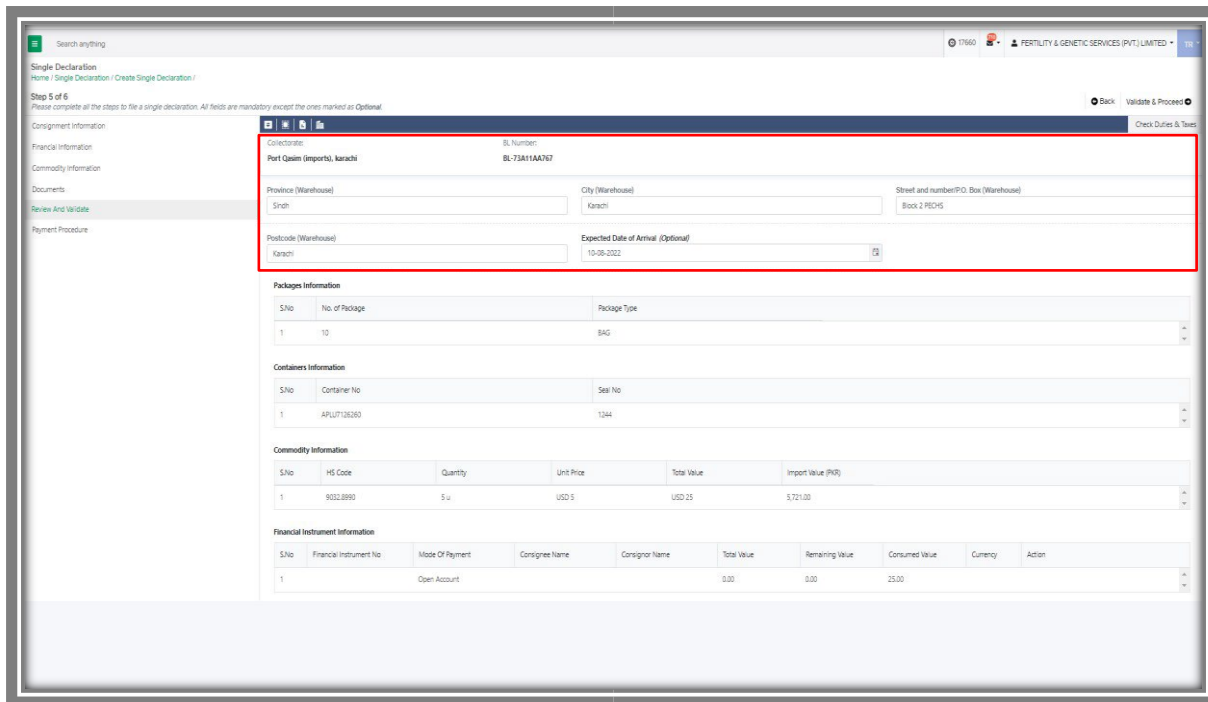 Search anything
17660
FERTILITY & GENETIC SERVICES (PVT.) LIMITED
TR
Single Declaration
Home / Single Declaration / Create Single Declaration /
Step 5 of 6
Please complete all the steps to file a single declaration. All fields are mandatory except the ones marked as Optional.
Back Validate & Proceed
Consignment Information
Financial Information
Commodity Information
Documents
Review And Validate
Payment Procedure
Check Duties & Taxes
Collectorate: BL Number:
Port Qasim (imports), karachi BL-73A11AA767
Province (Warehouse) City (Warehouse) Street and number/P.O. Box (Warehouse)
Sindh Karachi Block 2 PECHS
Postcode (Warehouse) Expected Date of Arrival (Optional)
Karachi 10-08-2022
Packages Information
S.No No. of Package Package Type
1 10 BAG
Containers Information
S.No Container No Seal No
1 APLU7126260 1244
Commodity Information
S.No HS Code Quantity Unit Price Total Value Import Value (PKR)
1 9032.8990 5 u USD 5 USD 25 5,721.00
Financial Instrument Information
S.No Financial Instrument No Mode Of Payment Consignee Name Consignor Name Total Value Remaining Value Consumed Value Currency Action
1 Open Account 0.00 0.00 25.00